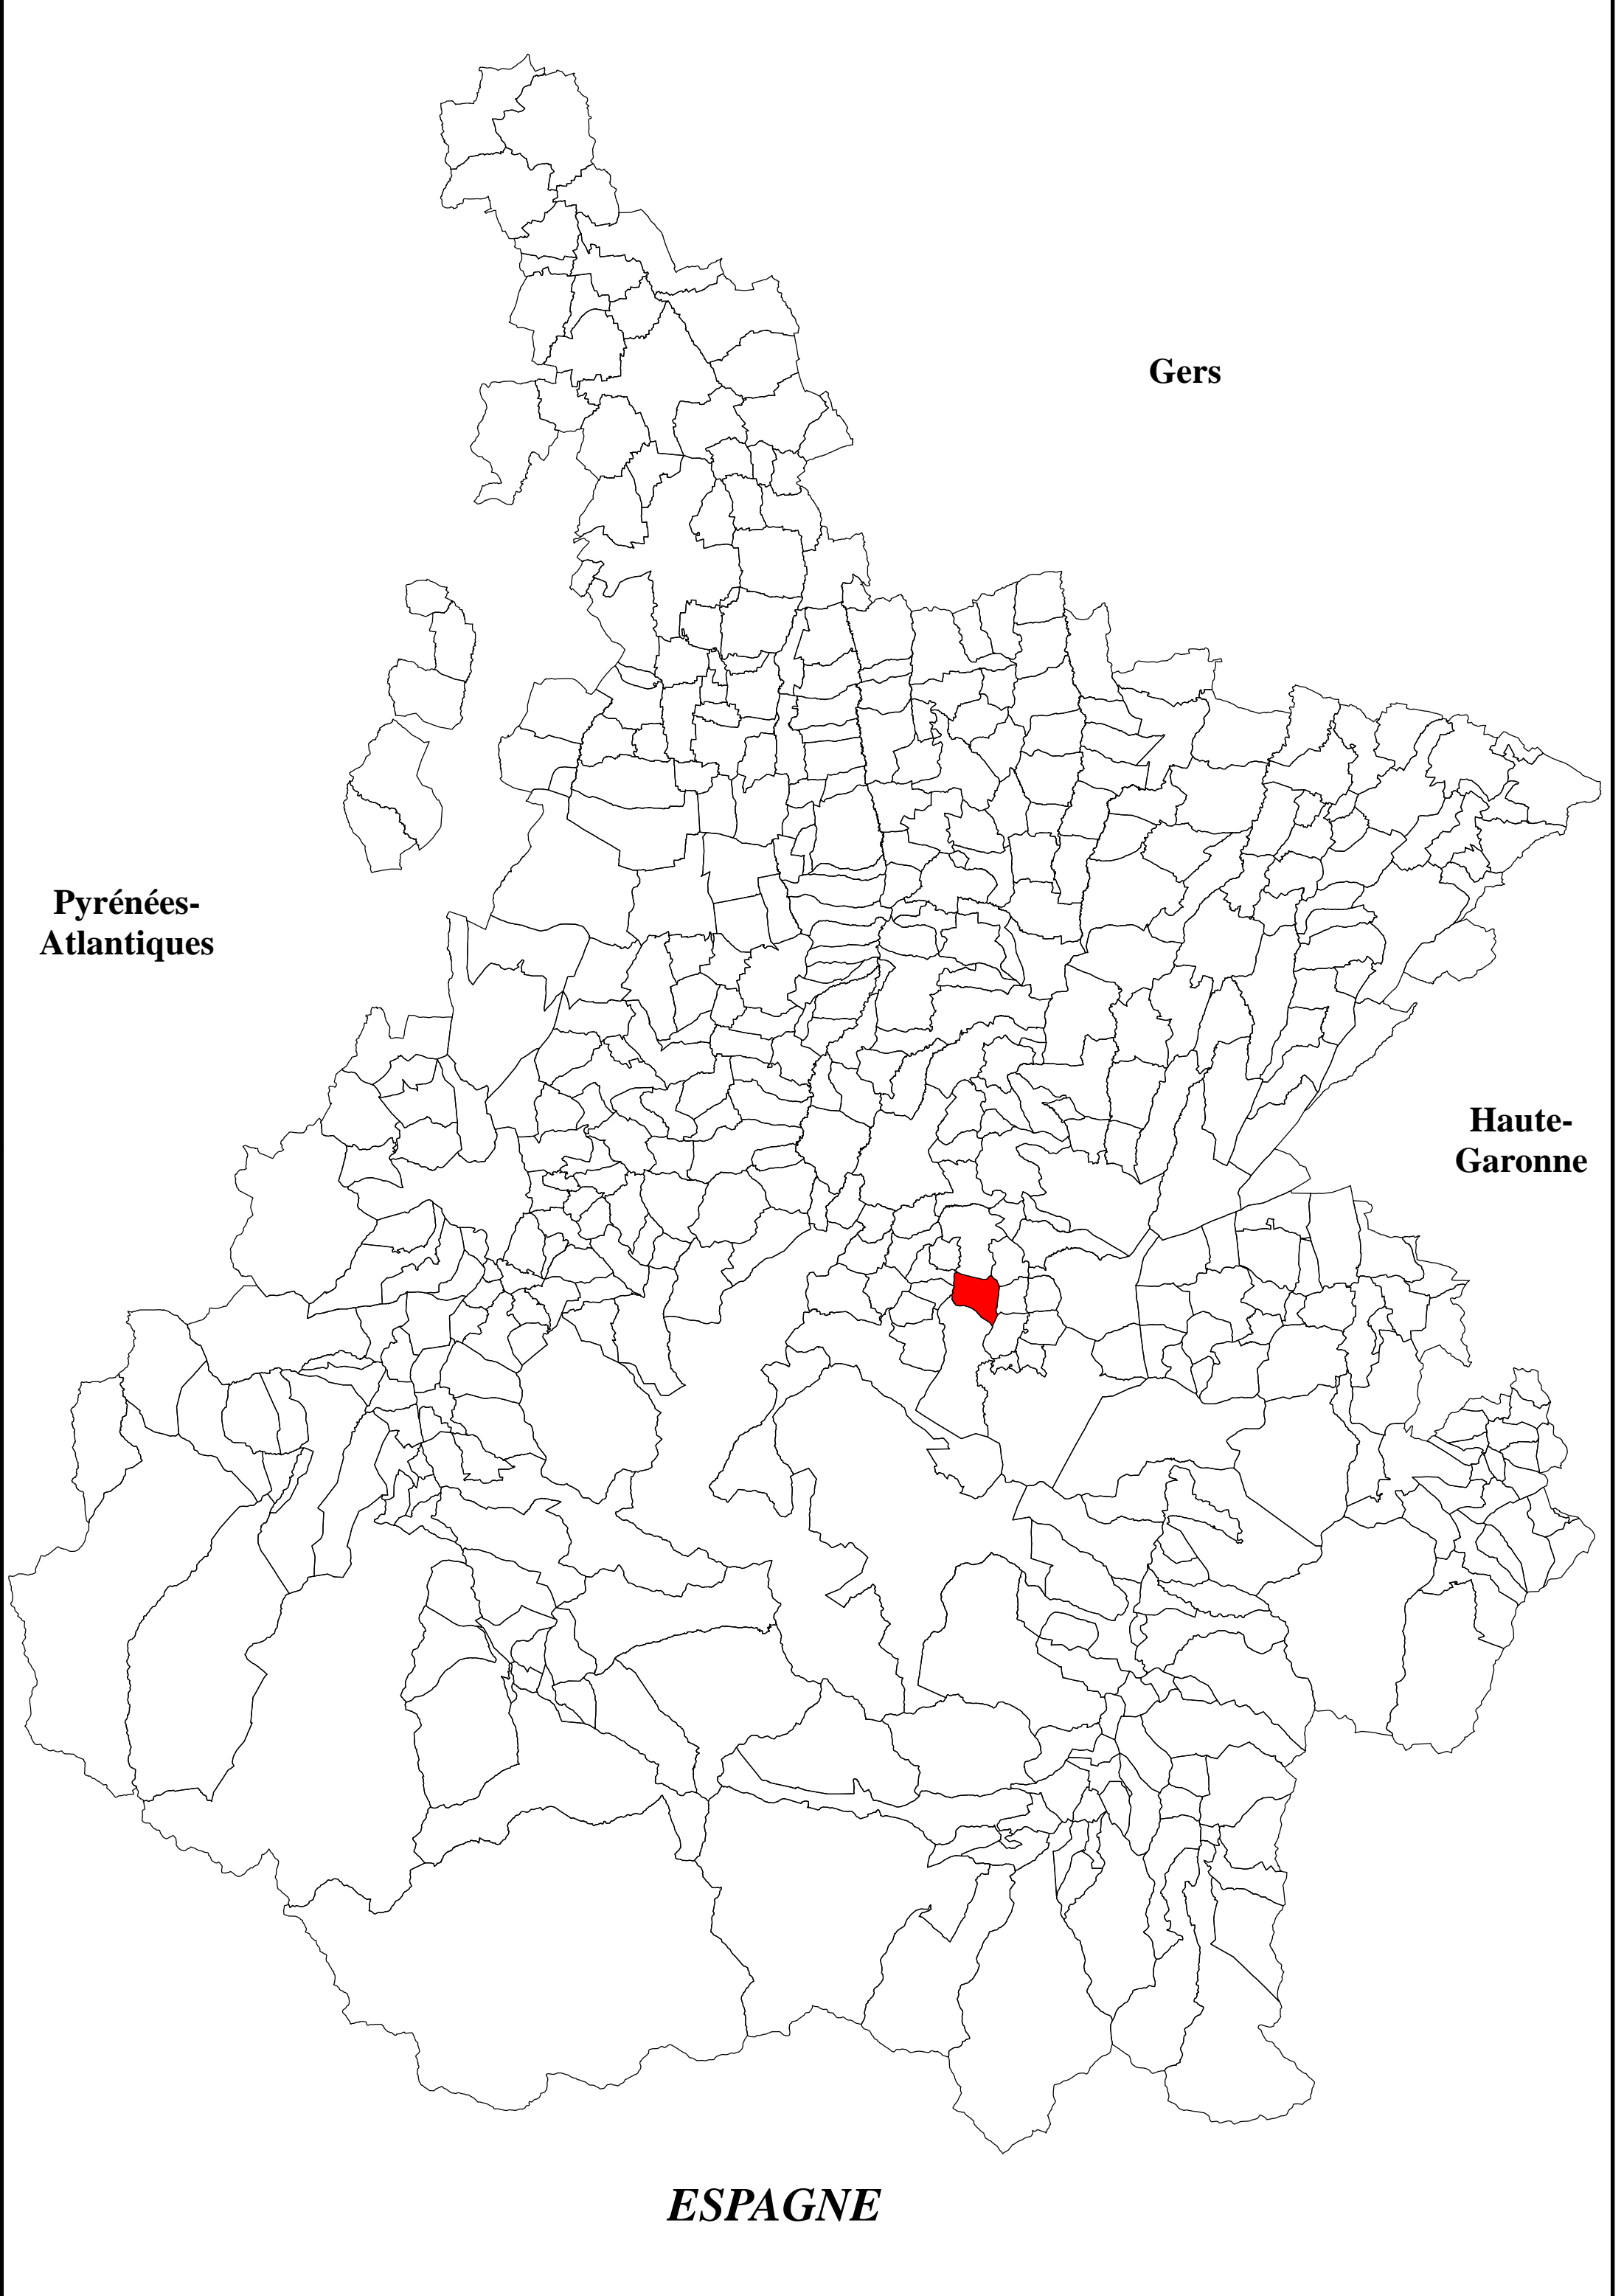 Gers
Pyrénées-
Atlantiques
Haute-
Garonne
ESPAGNE